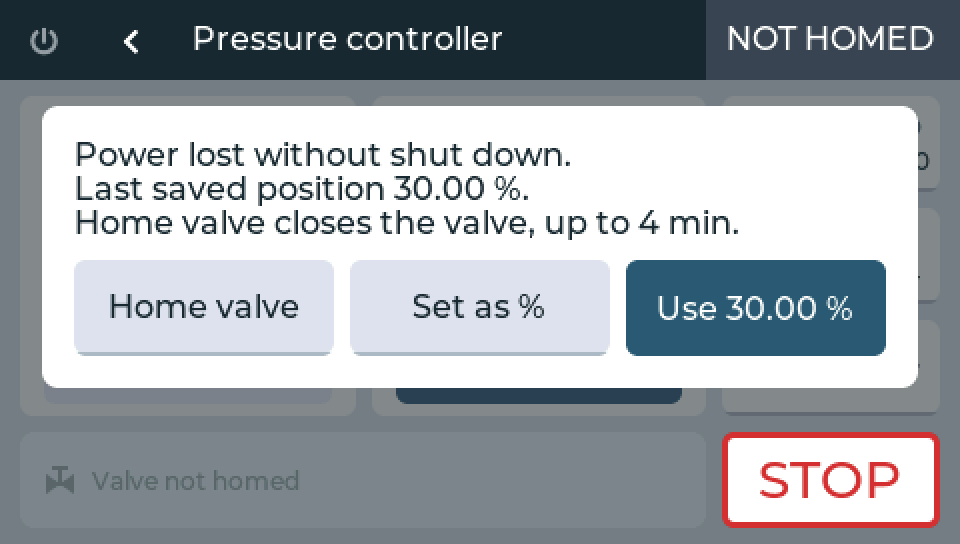 Pressure controller
NOT HOMED
Power lost without shut down.
Last saved position 30.00 %.
Home valve closes the valve, up to 4 min.
Home valve
Set as %
Use 30.00 %
Valve not homed
STOP